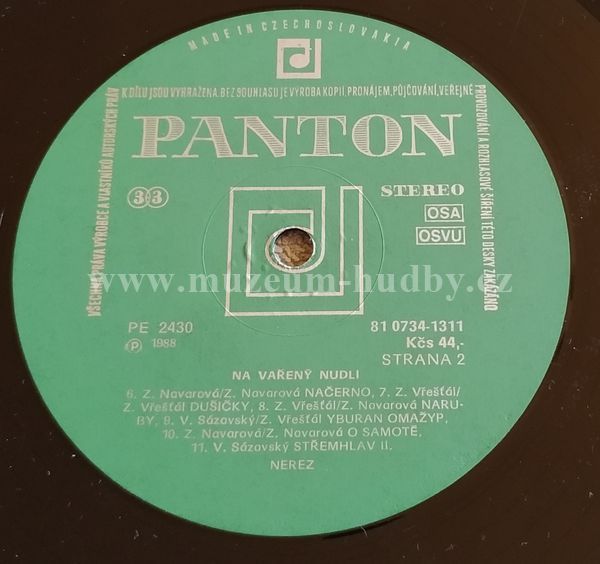 MADE IN CZECHOSLOVAKIA
VŠECHNA PRÁVA VÝROBCE A VLASTNÍKŮ AUTORSKÝCH PRÁV
K DÍLU JSOU VYHRAŽENA. BEZ SOUHLASU JE VÝROBA KOPIÍ, PRONÁJEM, PŮJČOVÁNÍ, VEŘEJNÉ
PROVOZOVÁNÍ A ROZHLASOVÉ ŠÍŘENÍ TÉTO DESKY ZAKÁZÁNO
PANTON
33
STEREO
OSA
OSVU
www.muzeum-hudby.cz
PE 2430
℗ 1988
81 0734-1311
Kčs 44,-
STRANA 2
NA VAŘENÝ NUDLI
6. Z. Navarová/Z. Navarová NAČERNO, 7. Z. Vřešťál/
Z. Vřešťál DUŠIČKY, 8. Z. Vřešťál/Z. Navarová NARU-
BY, 9. V. Sázavský/Z. Vřešťál YBURAN OMAŽYP,
10. Z. Navarová/Z. Navarová O SAMOTĚ,
11. V. Sázavský STŘEMHLAV II.
NEREZ